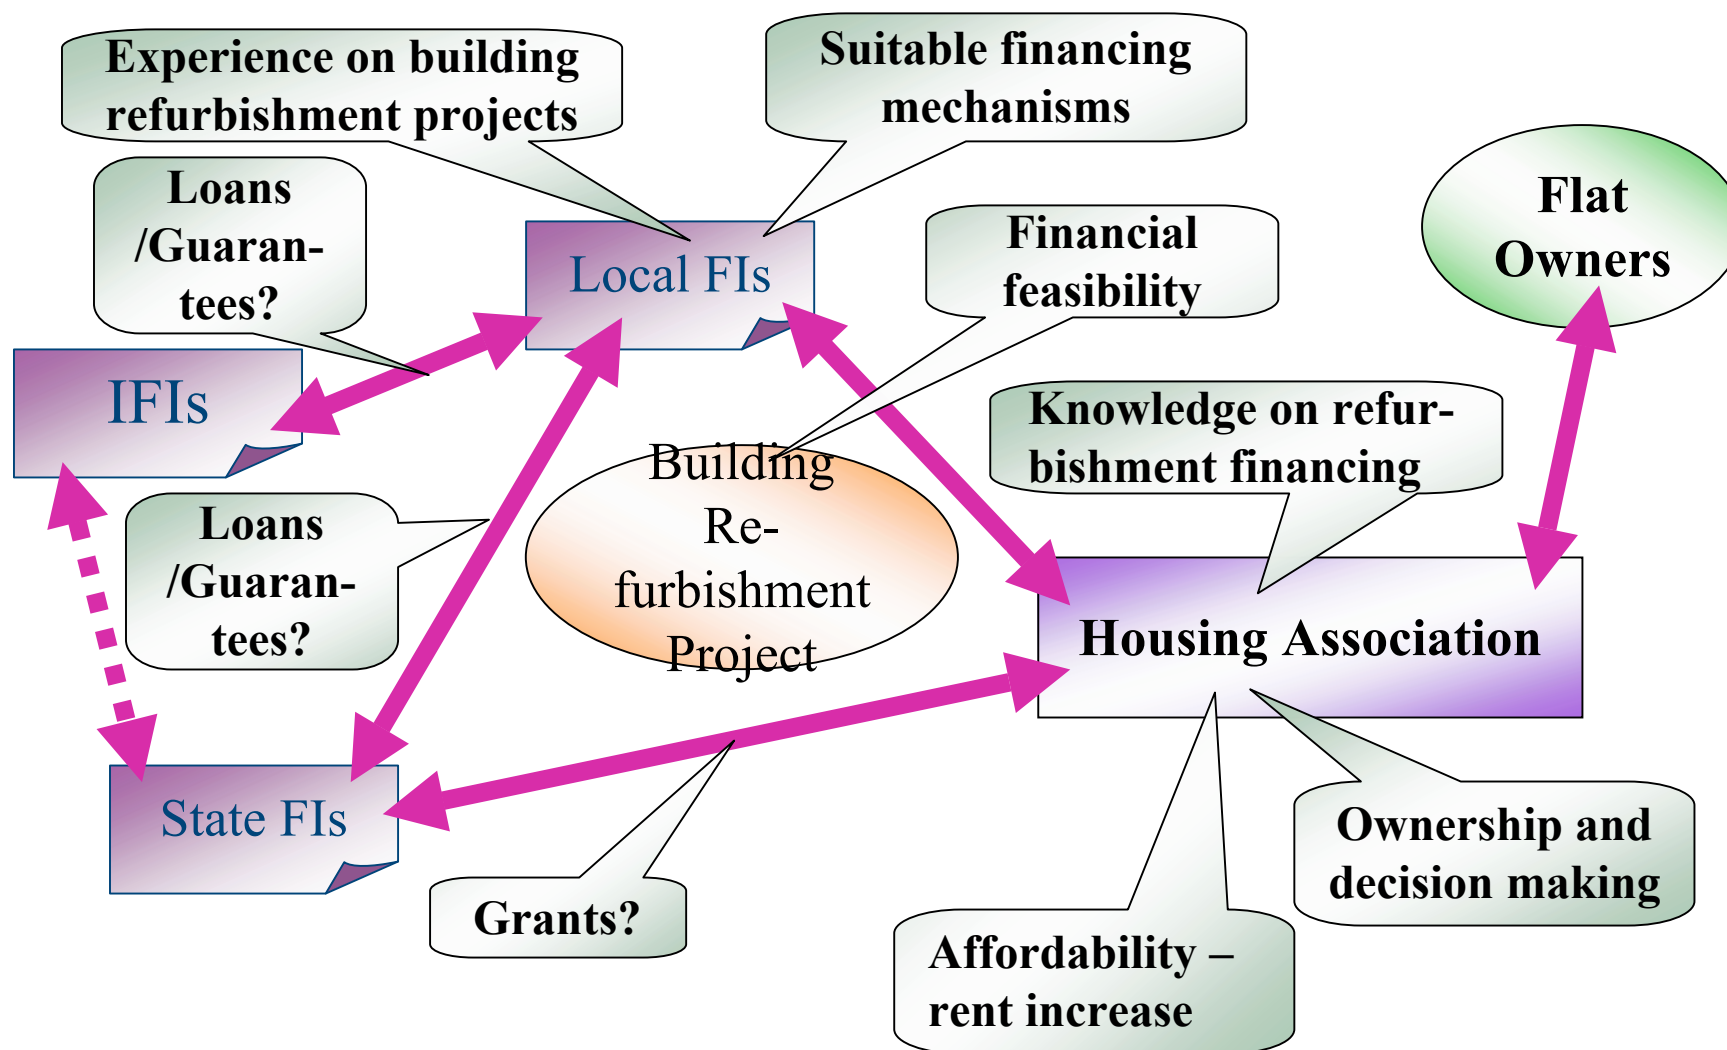 Experience on building
refurbishment projects
Suitable financing
mechanisms
Loans
/Guaran-
tees?
Flat
Owners
Local FIs
Financial
feasibility
IFIs
Knowledge on refur-
bishment financing
Building
Re-
furbishment
Project
Loans
/Guaran-
tees?
Housing Association
State FIs
Ownership and
decision making
Grants?
Affordability –
rent increase